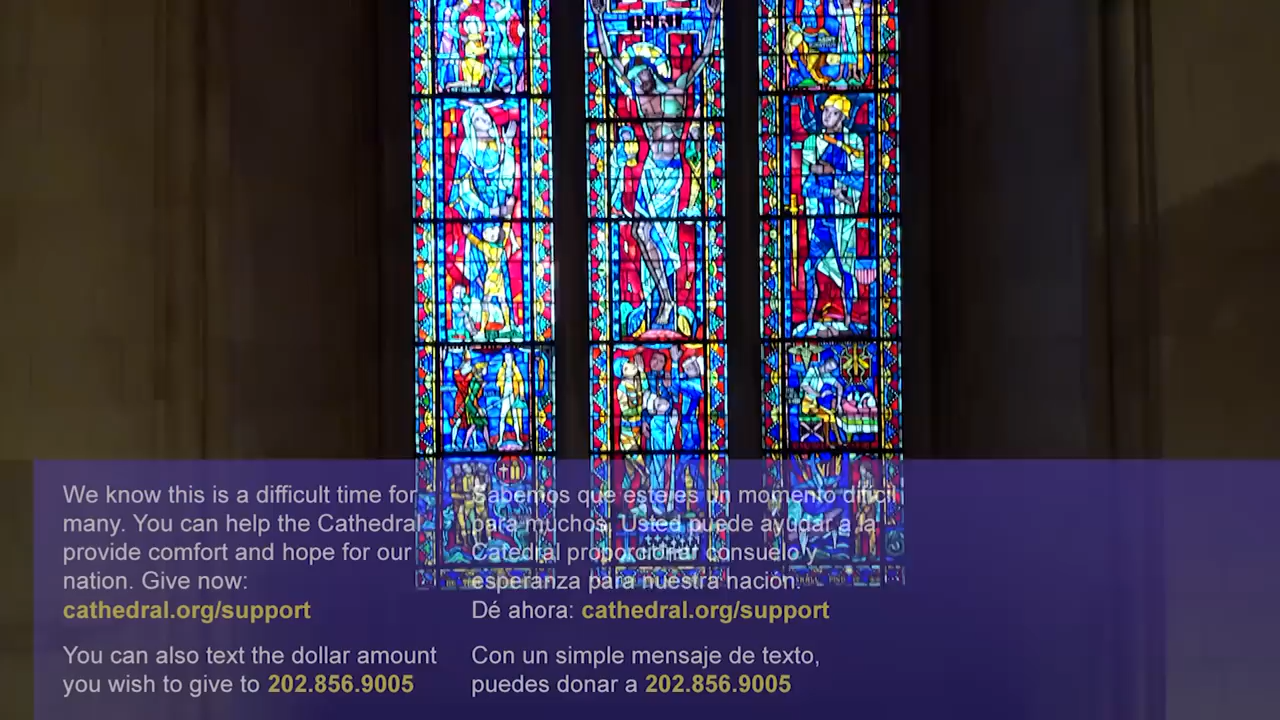 INRI
We know this is a difficult time for
many. You can help the Cathedral
provide comfort and hope for our
nation. Give now:
cathedral.org/support
You can also text the dollar amount
you wish to give to 202.856.9005
Sabemos que este es un momento difícil
para muchos. Usted puede ayudar a la
Catedral proporcionar consuelo y
esperanza para nuestra nación.
Dé ahora: cathedral.org/support
Con un simple mensaje de texto,
puedes donar a 202.856.9005